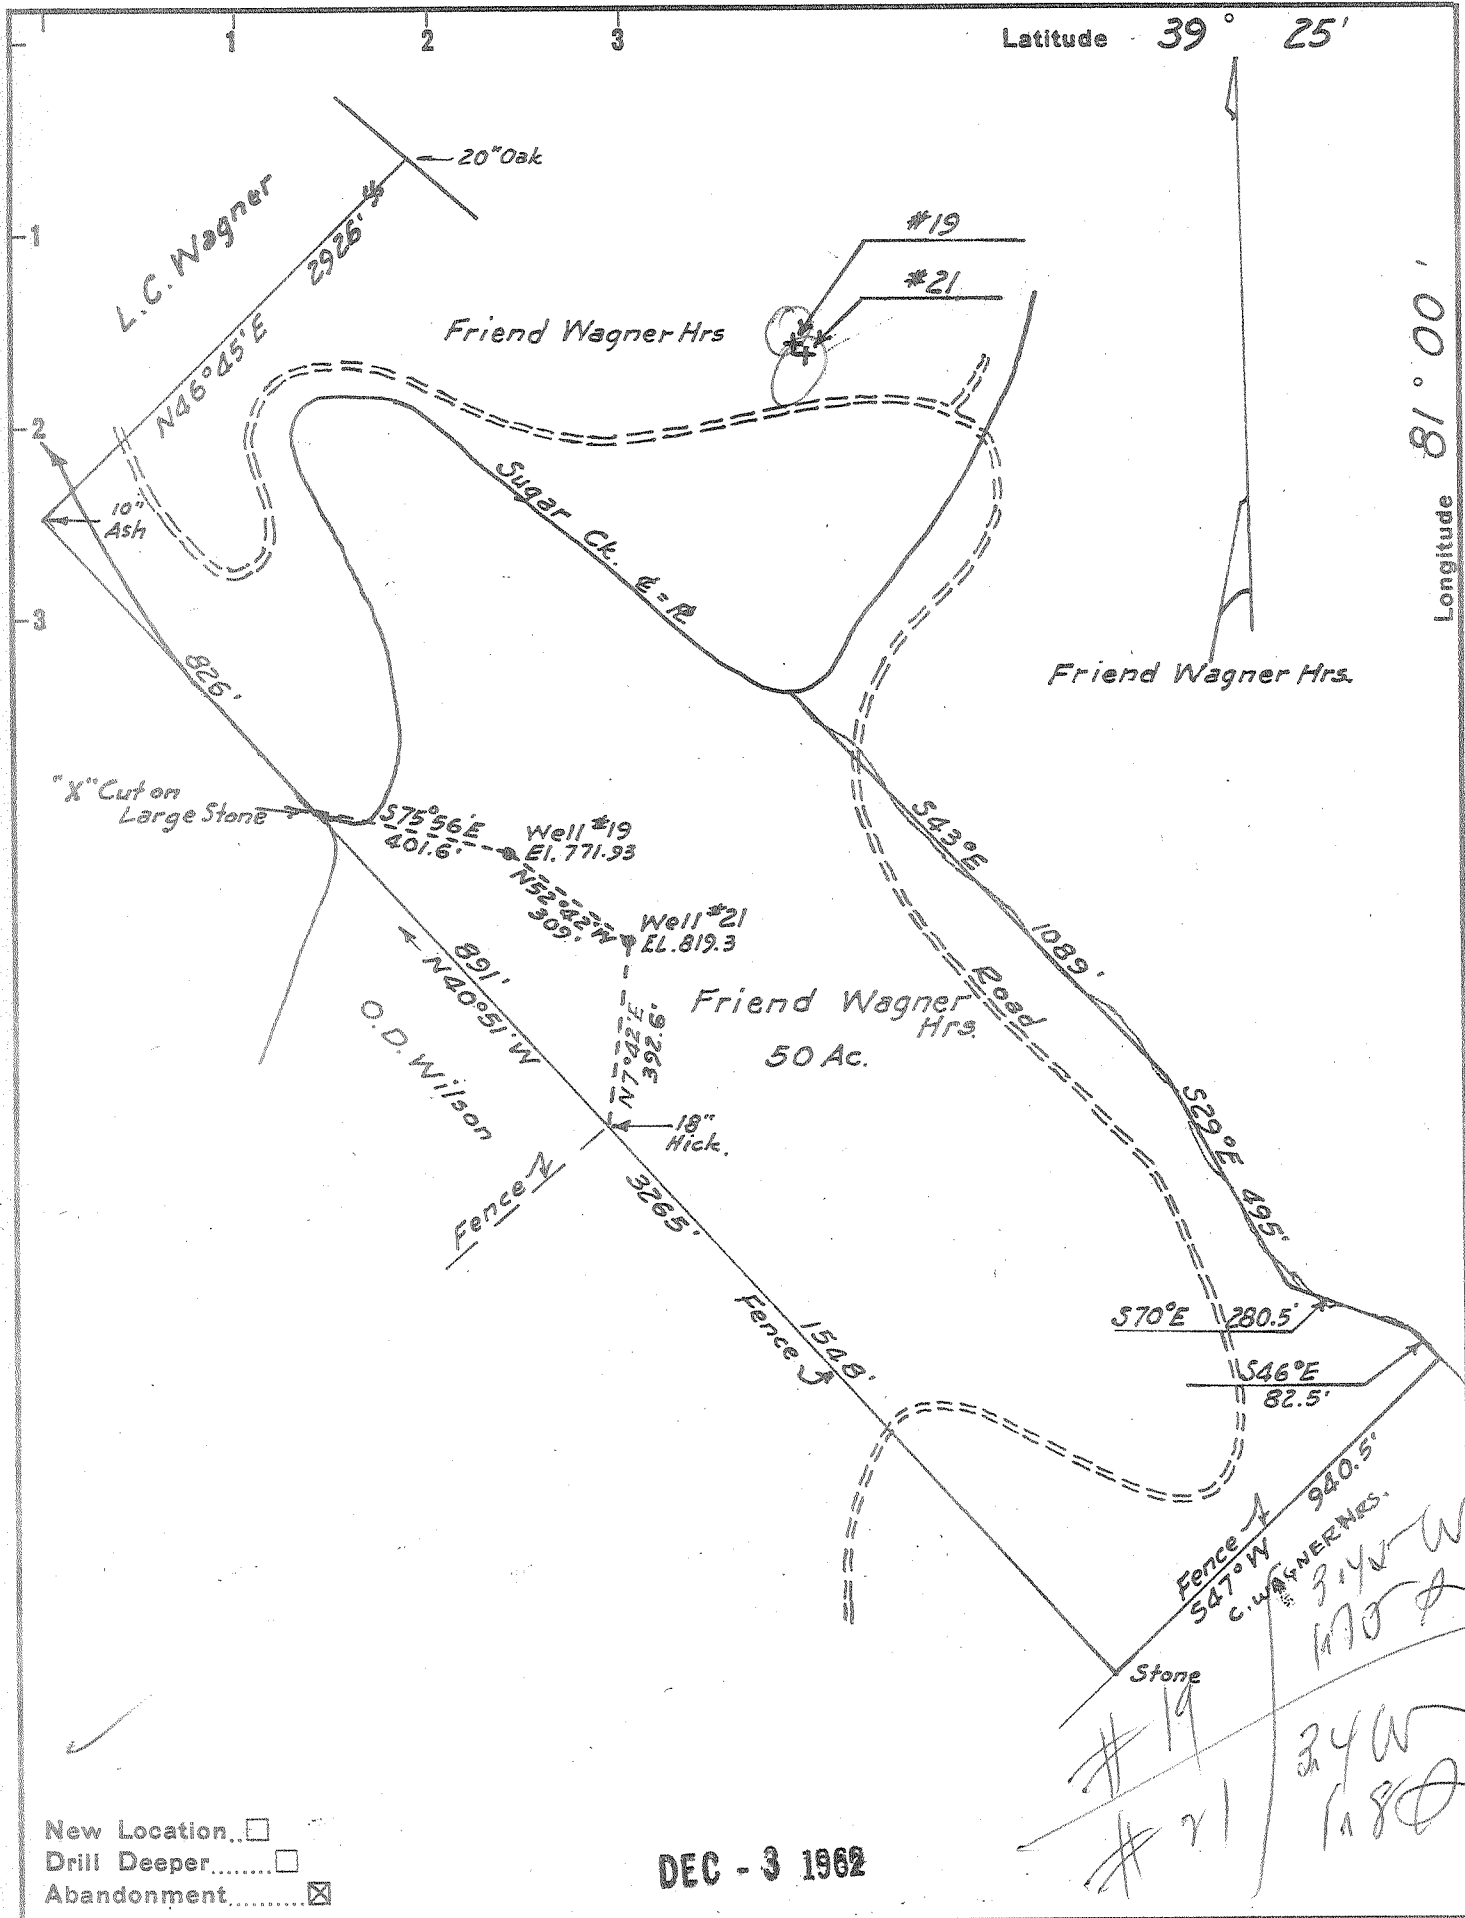 1 2 3
Latitude 39° 25'
20" Oak
L.C. Wagner
2926'
N46°45'E
1
2
3
#19
#21
Friend Wagner Hrs
Longitude 81° 00'
10"
Ash
Sugar Ck.
Friend Wagner Hrs.
826'
"X" Cut on
Large Stone
S75°56'E
401.6'
Well #19
El. 771.93
N52°42'W
309'
Well #21
EL. 819.3
S43°E
1089'
Road
891'
N40°51'W
O.D. Wilson
Friend Wagner
Hrs.
50 Ac.
N7°42'E
392.6'
18"
Hick.
Fence
3265'
S29°E 495'
Fence
1548'
S70°E 280.5'
S46°E
82.5'
940.5'
Fence
S47°W
C. WAGNER HRS.
Stone
3.45 W
#19
3.4 W
#21
New Location..☐
Drill Deeper........☐
Abandonment..........☒
DEC - 3 1962